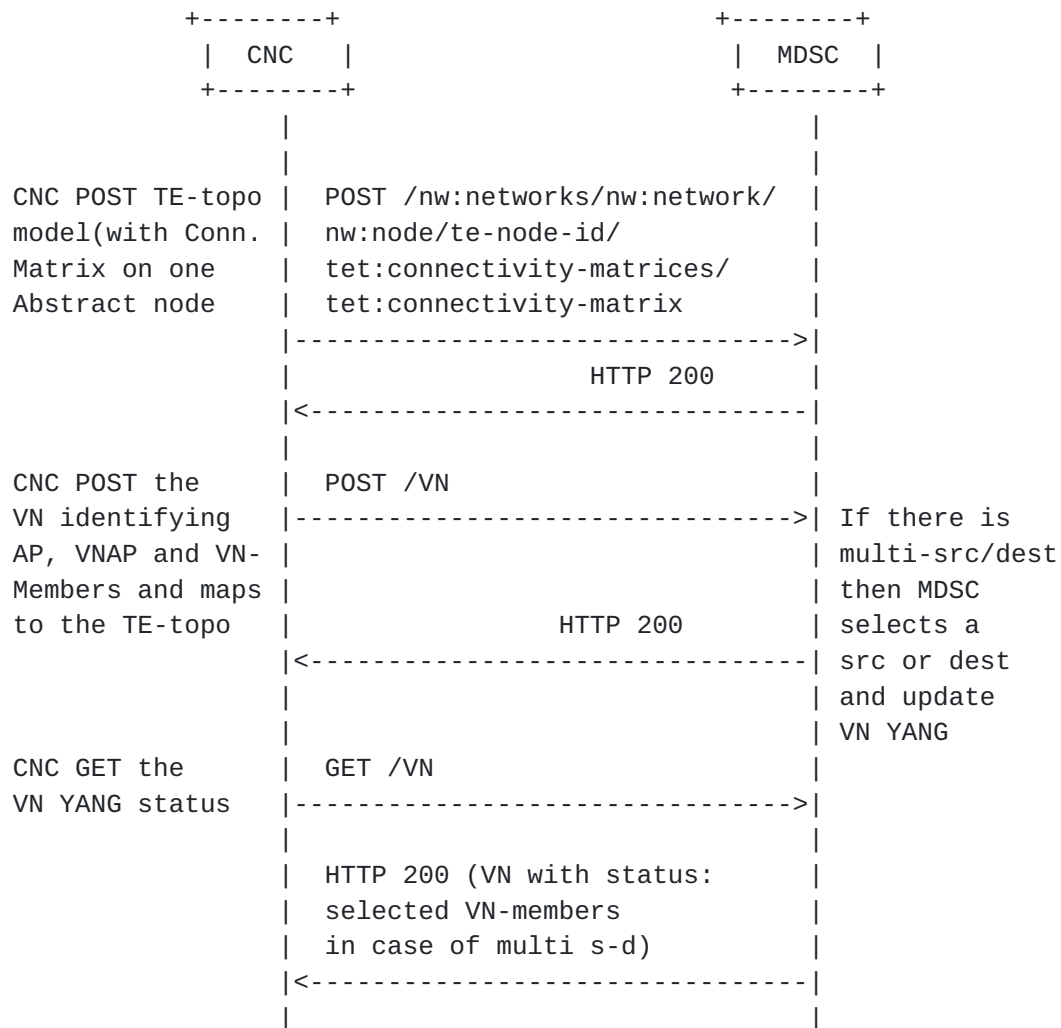 +--------+                        +--------+
|  CNC   |                        |  MDSC  |
+--------+                        +--------+
|                                 |
|                                 |
CNC POST TE-topo |  POST /nw:networks/nw:network/   |
model(with Conn. |  nw:node/te-node-id/             |
Matrix on one    |  tet:connectivity-matrices/      |
Abstract node    |  tet:connectivity-matrix         |
                 |-------------------------------->|
                 |                   HTTP 200      |
                 |<--------------------------------|
                 |                                 |
CNC POST the     |  POST /VN                       |
VN identifying   |-------------------------------->| If there is
AP, VNAP and VN- |                                 | multi-src/dest
Members and maps |                                 | then MDSC
to the TE-topo   |                 HTTP 200        | selects a
                 |<--------------------------------| src or dest
                 |                                 | and update
                 |                                 | VN YANG
CNC GET the      |  GET /VN                        |
VN YANG status   |-------------------------------->|
                 |                                 |
                 |  HTTP 200 (VN with status:      |
                 |  selected VN-members            |
                 |  in case of multi s-d)          |
                 |<--------------------------------|
                 |                                 |